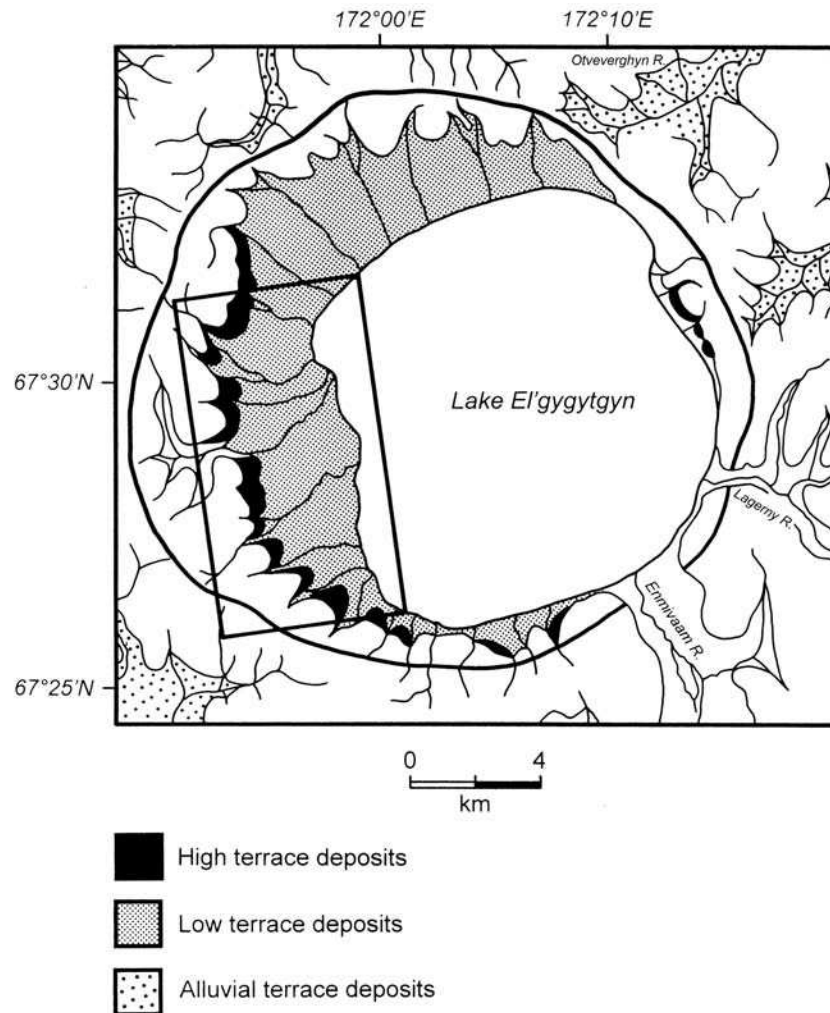 172°00'E
172°10'E
Otveverghyn R.
67°30'N
Lake El'gygytgyn
Lagerny R.
Enmivaam R.
67°25'N
0
4
km
High terrace deposits
Low terrace deposits
Alluvial terrace deposits